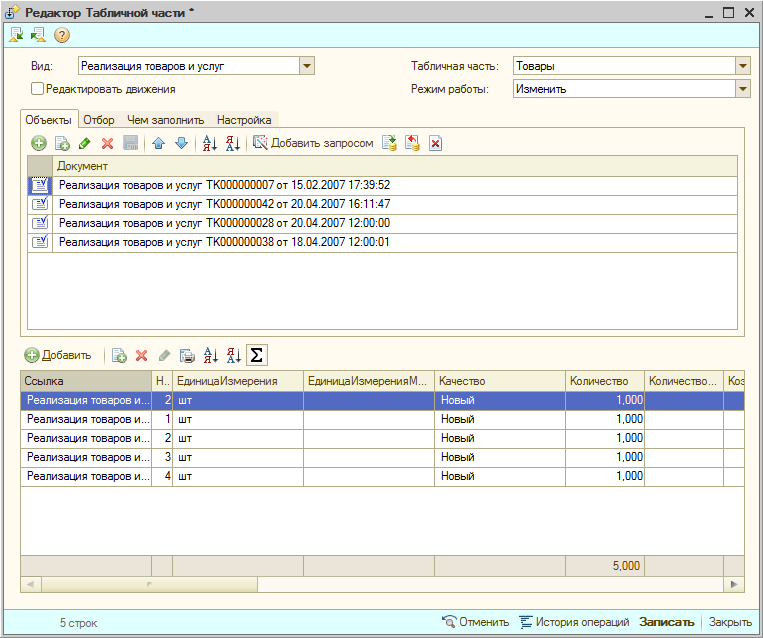 Редактор Табличной части *
Вид: Реализация товаров и услуг Табличная часть: Товары
Редактировать движения Режим работы: Изменить
Объекты Отбор Чем заполнить Настройка
Добавить запросом
Документ
Реализация товаров и услуг ТК000000007 от 15.02.2007 17:39:52
Реализация товаров и услуг ТК000000042 от 20.04.2007 16:11:47
Реализация товаров и услуг ТК000000028 от 20.04.2007 12:00:00
Реализация товаров и услуг ТК000000038 от 18.04.2007 12:00:01
Добавить
Ссылка Н.. ЕдиницаИзмерения ЕдиницаИзмеренияМ... Качество Количество Количество... Коэ
Реализация товаров и... 2 шт Новый 1,000
Реализация товаров и... 1 шт Новый 1,000
Реализация товаров и... 2 шт Новый 1,000
Реализация товаров и... 3 шт Новый 1,000
Реализация товаров и... 4 шт Новый 1,000
5,000
5 строк Отменить История операций Записать Закрыть